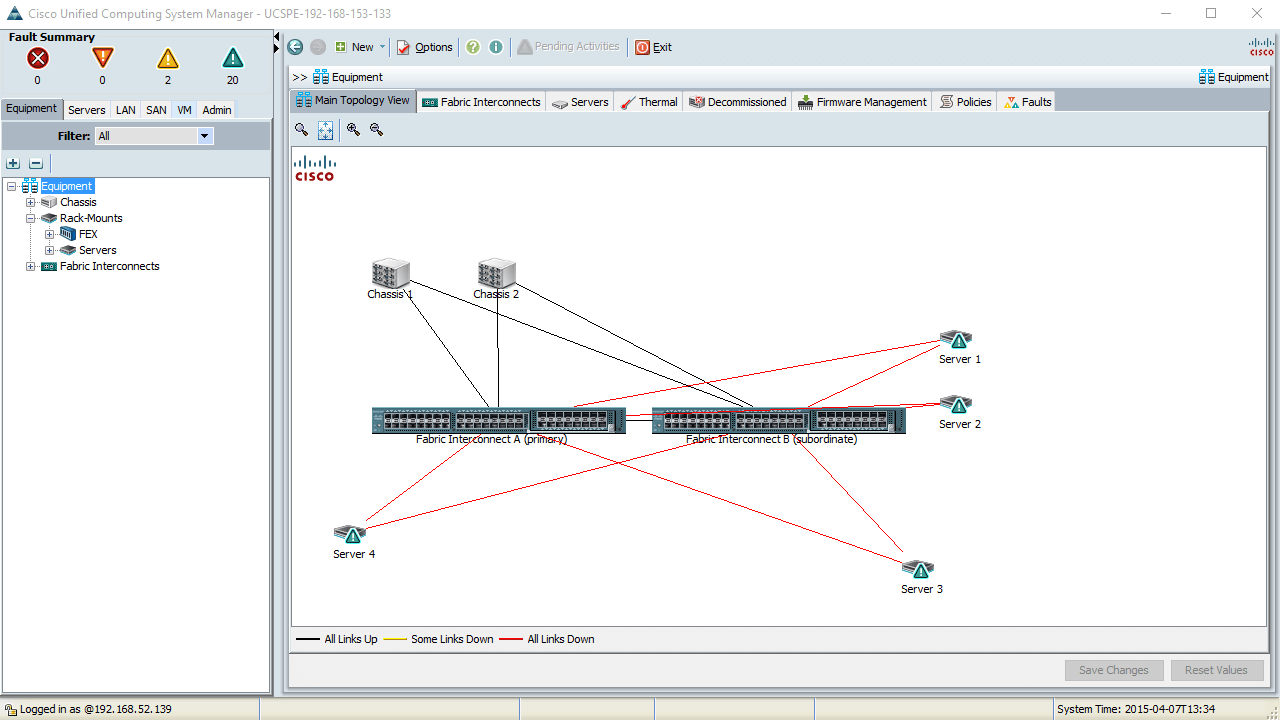 Cisco Unified Computing System Manager - UCSPE-192-168-153-133
Fault Summary
0 0 2 20
New Options Pending Activities Exit
CISCO
>> Equipment
Equipment
Equipment Servers LAN SAN VM Admin
Main Topology View Fabric Interconnects Servers Thermal Decommissioned Firmware Management Policies Faults
Filter: All
Equipment
Chassis
Rack-Mounts
FEX
Servers
Fabric Interconnects
CISCO
Chassis 1
Chassis 2
Server 1
Server 2
Fabric Interconnect A (primary)
Fabric Interconnect B (subordinate)
Server 4
Server 3
All Links Up Some Links Down All Links Down
Save Changes Reset Values
Logged in as @192.168.52.139
System Time: 2015-04-07T13:34